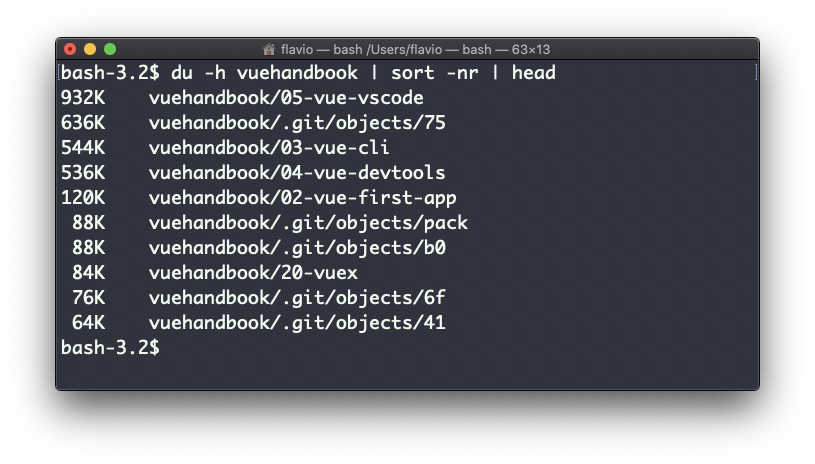 flavio — bash /Users/flavio — bash — 63×13
[bash-3.2$ du -h vuehandbook | sort -nr | head ]
932K    vuehandbook/05-vue-vscode
636K    vuehandbook/.git/objects/75
544K    vuehandbook/03-vue-cli
536K    vuehandbook/04-vue-devtools
120K    vuehandbook/02-vue-first-app
 88K    vuehandbook/.git/objects/pack
 88K    vuehandbook/.git/objects/b0
 84K    vuehandbook/20-vuex
 76K    vuehandbook/.git/objects/6f
 64K    vuehandbook/.git/objects/41
bash-3.2$